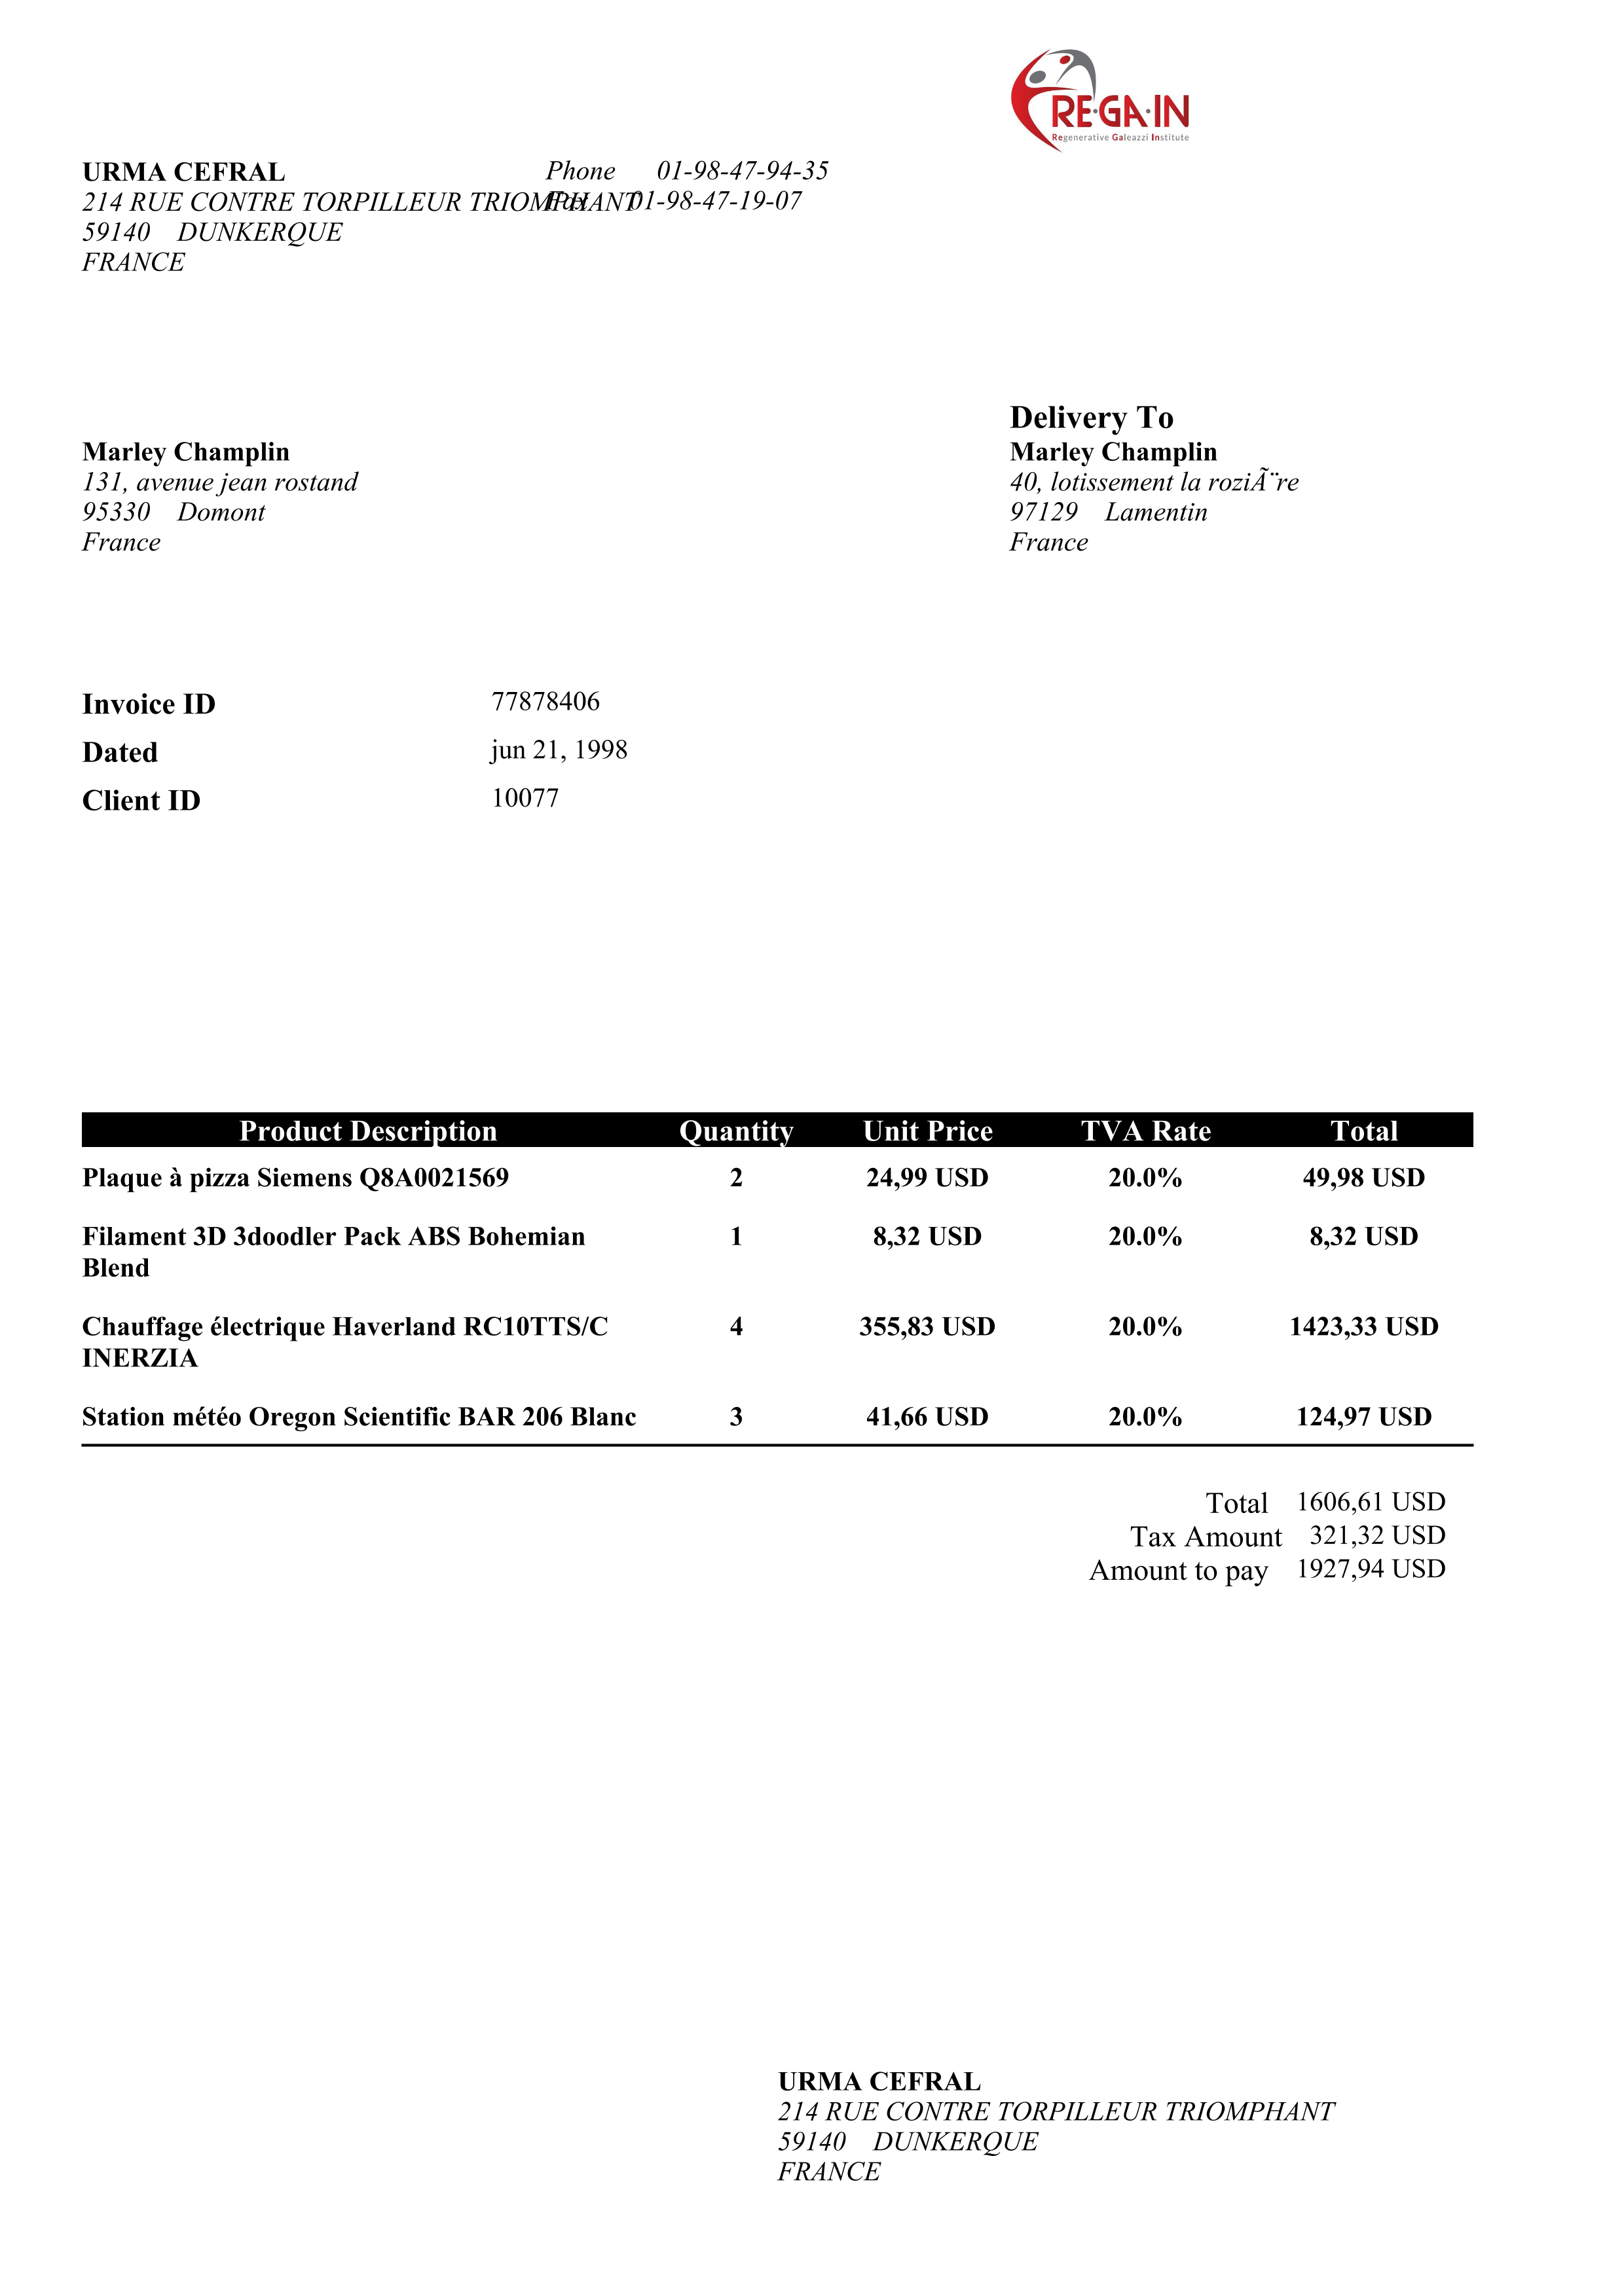 RE·GA·IN
Regenerative Galeazzi Institute
URMA CEFRAL
214 RUE CONTRE TORPILLEUR TRIOMPHANT
59140 DUNKERQUE
FRANCE
Phone 01-98-47-94-35
Fax 01-98-47-19-07
Marley Champlin
131, avenue jean rostand
95330 Domont
France
Delivery To
Marley Champlin
40, lotissement la roziÃ¨re
97129 Lamentin
France
Invoice ID 77878406
Dated jun 21, 1998
Client ID 10077
Product Description Quantity Unit Price TVA Rate Total
Plaque à pizza Siemens Q8A0021569 2 24,99 USD 20.0% 49,98 USD
Filament 3D 3doodler Pack ABS Bohemian 1 8,32 USD 20.0% 8,32 USD
Blend
Chauffage électrique Haverland RC10TTS/C 4 355,83 USD 20.0% 1423,33 USD
INERZIA
Station météo Oregon Scientific BAR 206 Blanc 3 41,66 USD 20.0% 124,97 USD
Total 1606,61 USD
Tax Amount 321,32 USD
Amount to pay 1927,94 USD
URMA CEFRAL
214 RUE CONTRE TORPILLEUR TRIOMPHANT
59140 DUNKERQUE
FRANCE